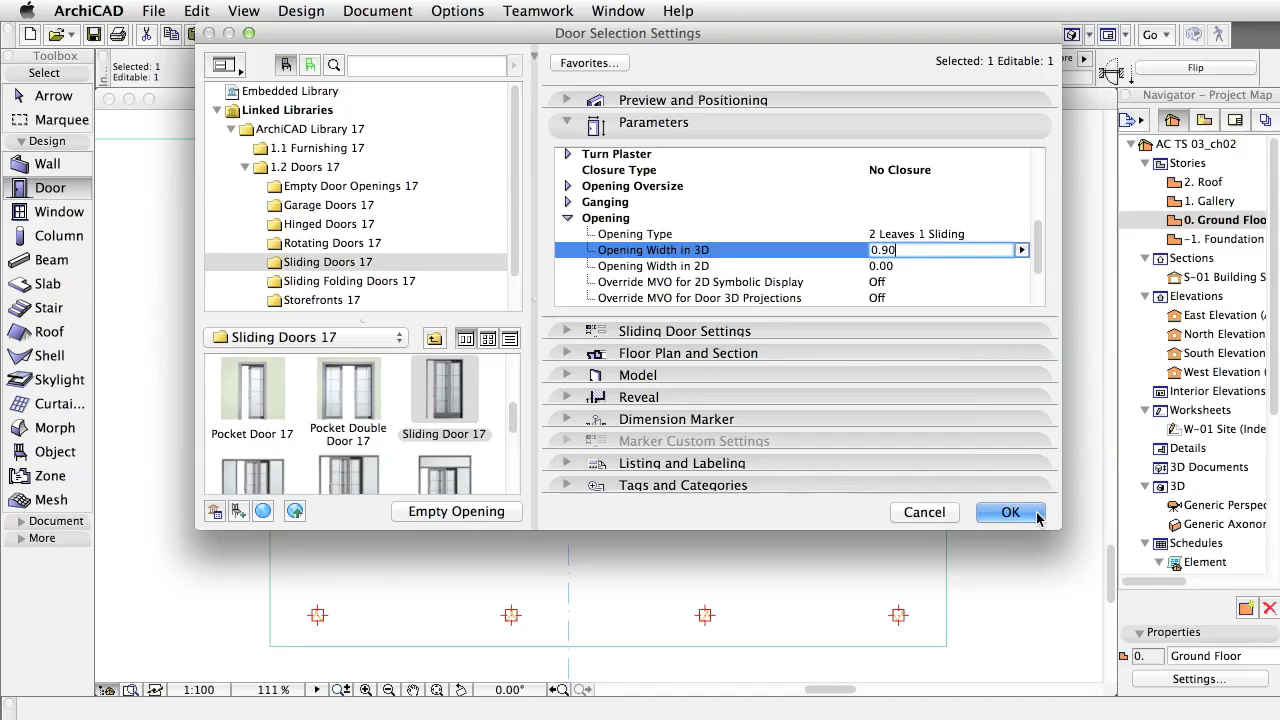 ArchiCAD File Edit View Design Document Options Teamwork Window Help
Go
Door Selection Settings
Toolbox
Select
Arrow
Marquee
Design
Wall
Door
Window
Column
Beam
Slab
Stair
Roof
Shell
Skylight
Curtai...
Morph
Object
Zone
Mesh
Document
More
Selected: 1
Editable: 1
Embedded Library
Linked Libraries
ArchiCAD Library 17
1.1 Furnishing 17
1.2 Doors 17
Empty Door Openings 17
Garage Doors 17
Hinged Doors 17
Rotating Doors 17
Sliding Doors 17
Sliding Folding Doors 17
Storefronts 17
Sliding Doors 17
Pocket Door 17
Pocket Double
Door 17
Sliding Door 17
Empty Opening
Favorites...
Selected: 1 Editable: 1
Preview and Positioning
Parameters
Turn Plaster
Closure Type No Closure
Opening Oversize
Ganging
Opening
Opening Type 2 Leaves 1 Sliding
Opening Width in 3D 0.90
Opening Width in 2D 0.00
Override MVO for 2D Symbolic Display Off
Override MVO for Door 3D Projections Off
Sliding Door Settings
Floor Plan and Section
Model
Reveal
Dimension Marker
Marker Custom Settings
Listing and Labeling
Tags and Categories
Cancel
OK
Flip
Navigator - Project Map
AC TS 03_ch02
Stories
2. Roof
1. Gallery
0. Ground Floo
-1. Foundation
Sections
S-01 Building S
Elevations
East Elevation (
North Elevation
South Elevation
West Elevation
Interior Elevations
Worksheets
W-01 Site (Inde
Details
3D Documents
3D
Generic Perspe
Generic Axono
Schedules
Element
Properties
0. Ground Floor
Settings...
1:100
111 %
0.00°